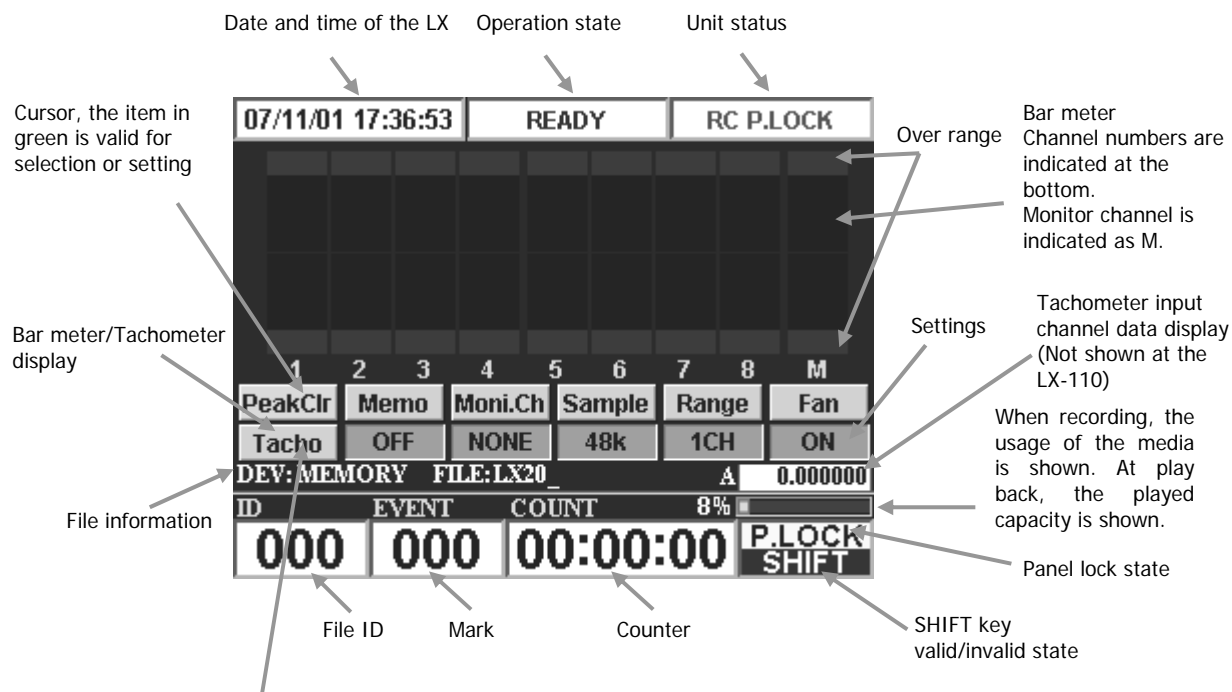 Date and time of the LX
Operation state
Unit status
Cursor, the item in
green is valid for
selection or setting
07/11/01 17:36:53
READY
RC P.LOCK
Over range
Bar meter
Channel numbers are
indicated at the
bottom.
Monitor channel is
indicated as M.
Bar meter/Tachometer
display
Settings
Tachometer input
channel data display
(Not shown at the
LX-110)
1 2 3 4 5 6 7 8 M
PeakClr Memo Moni.Ch Sample Range Fan
Tacho OFF NONE 48k 1CH ON
DEV: MEMORY FILE:LX20_ A 0.000000
ID EVENT COUNT 8%
000 000 00:00:00 P.LOCK
SHIFT
When recording, the
usage of the media
is shown. At play
back, the played
capacity is shown.
File information
Panel lock state
File ID
Mark
Counter
SHIFT key
valid/invalid state